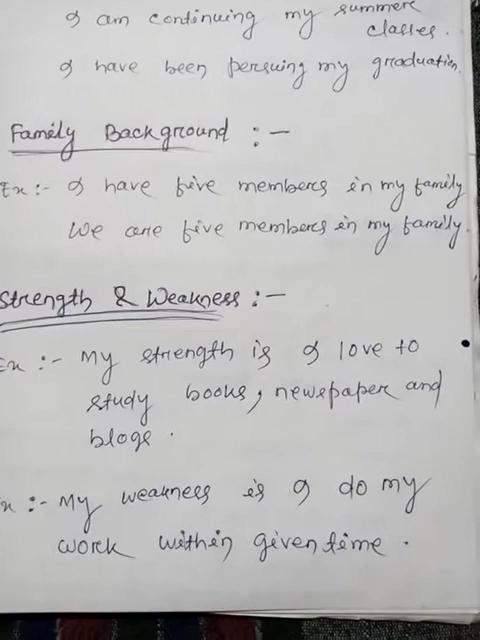 I am continuing my summer
classes.
I have been persuing my graduation.
Family Background :-
Ex :- I have five members in my family
We are five members in my family.
Strength & Weakness :-
Ex :- My strength is I love to
study books, newspaper and
blogs.
Ex :- My weakness is I do my
work within given time.